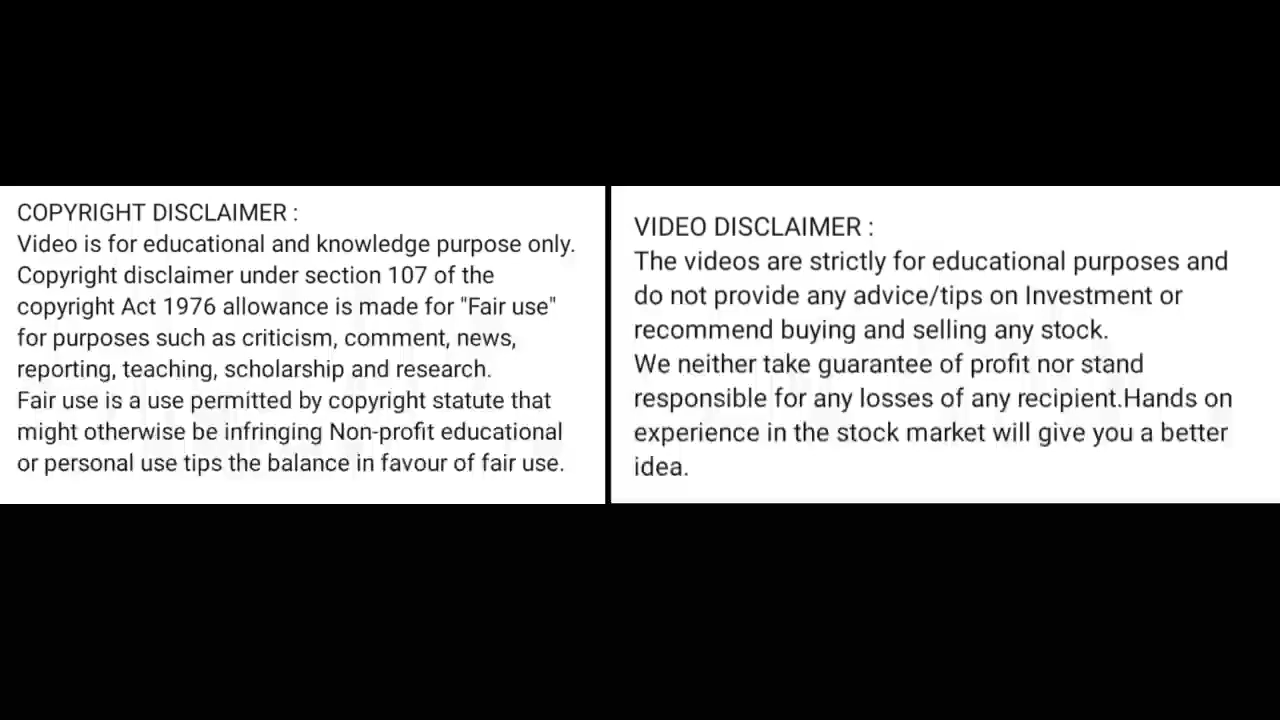 COPYRIGHT DISCLAIMER :
Video is for educational and knowledge purpose only.
Copyright disclaimer under section 107 of the
copyright Act 1976 allowance is made for "Fair use"
for purposes such as criticism, comment, news,
reporting, teaching, scholarship and research.
Fair use is a use permitted by copyright statute that
might otherwise be infringing Non-profit educational
or personal use tips the balance in favour of fair use.
VIDEO DISCLAIMER :
The videos are strictly for educational purposes and
do not provide any advice/tips on Investment or
recommend buying and selling any stock.
We neither take guarantee of profit nor stand
responsible for any losses of any recipient.Hands on
experience in the stock market will give you a better
idea.